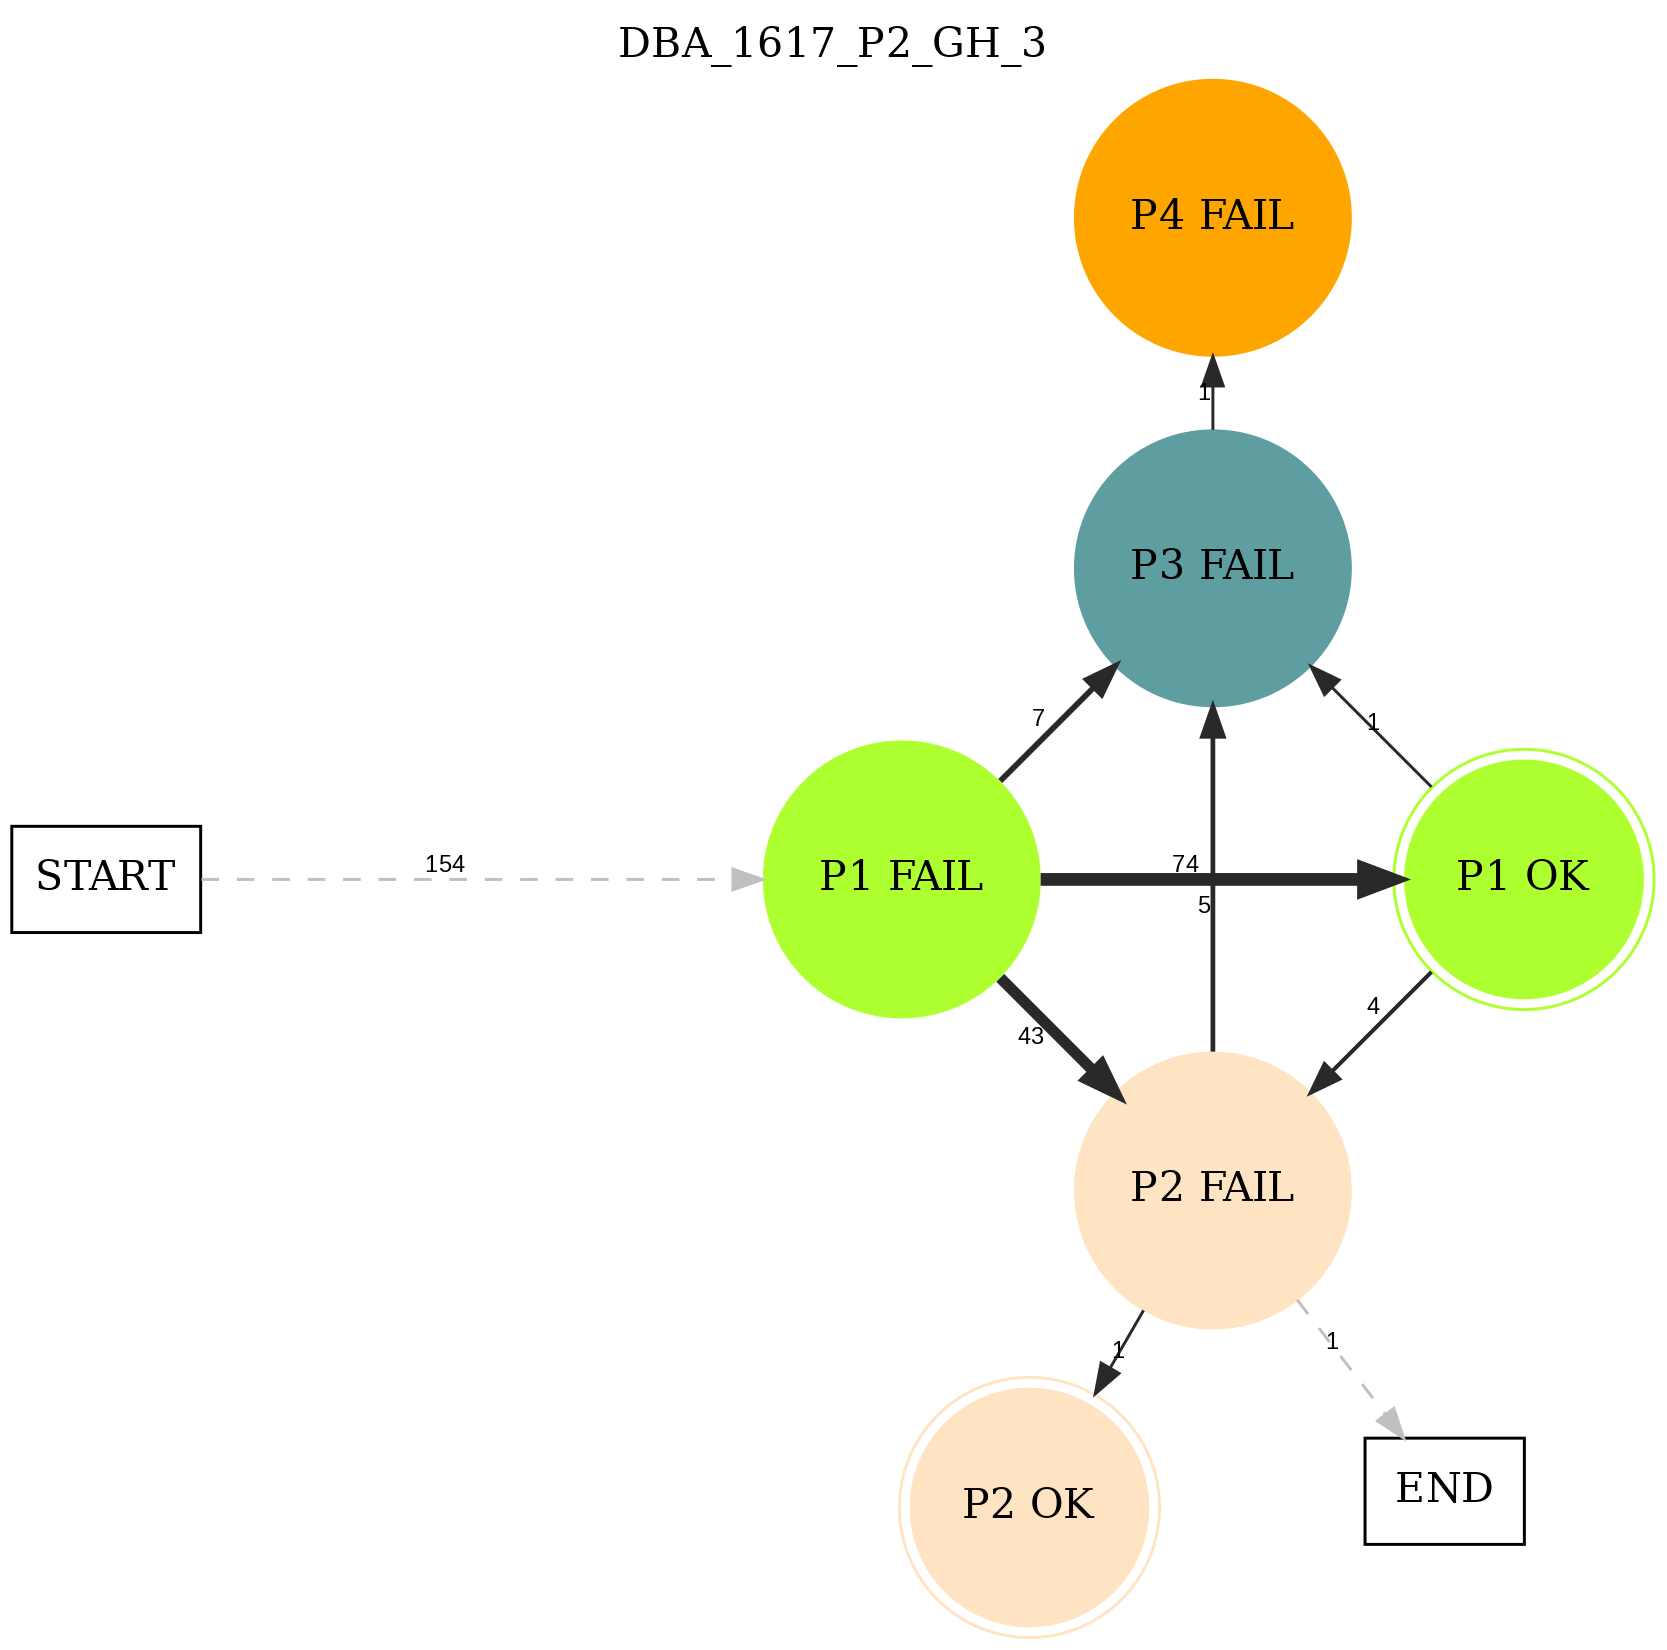 DBA_1617_P2_GH_3
P4 FAIL
1
P3 FAIL
7
1
START
154
P1 FAIL
74
5
P1 OK
43
4
P2 FAIL
1
1
P2 OK
END